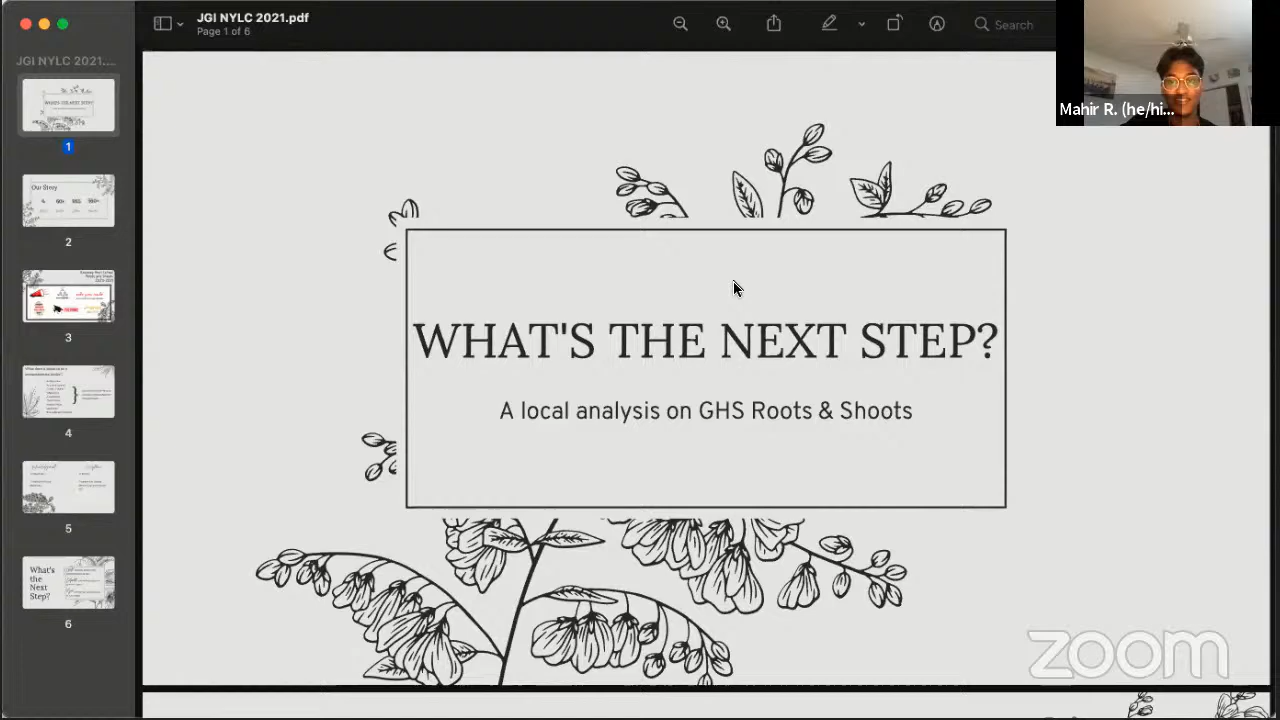 JGI NYLC 2021.pdf
Page 1 of 6
Search
Mahir R. (he/hi...
JGI NYLC 2021....
1
Our Story
2
3
4
5
What's
the
Next
Step?
6
WHAT'S THE NEXT STEP?
A local analysis on GHS Roots & Shoots
zoom